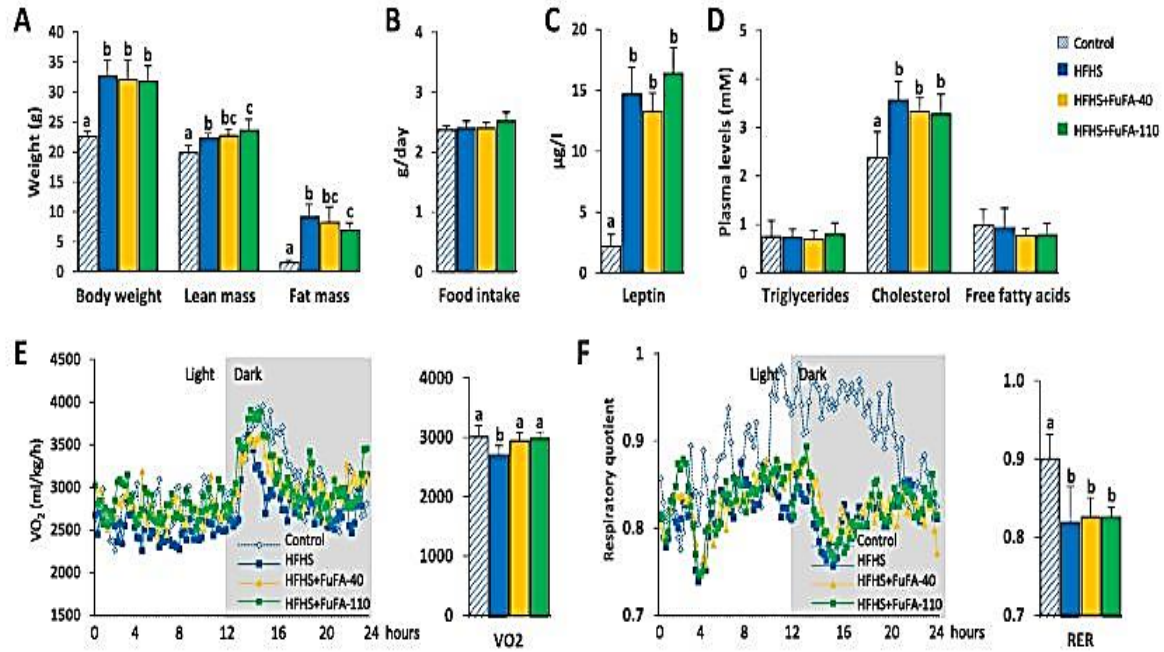 A
B
C
D
Weight (g)
40
35
30
25
20
15
10
5
0
a
b
b
b
a
b
bc
c
a
b
bc
c
Body weight
Lean mass
Fat mass
g/day
4
3
2
1
0
Food intake
µg/l
20
15
10
5
0
a
b
b
b
Leptin
Plasma levels (mM)
5
4
3
2
1
0
a
b
b
b
Triglycerides
Cholesterol
Free fatty acids
Control
HFHS
HFHS+FuFA-40
HFHS+FuFA-110
E
VO₂ (ml/kg/h)
4500
4000
3500
3000
2500
2000
1500
Light
Dark
Control
HFHS
HFHS+FuFA-40
HFHS+FuFA-110
0
4
8
12
16
20
24 hours
4000
3000
2000
1000
0
a
b
a
a
VO2
F
Respiratory quotient
1
0.9
0.8
0.7
Light
Dark
Control
HFHS
HFHS+FuFA-40
HFHS+FuFA-110
0
4
8
12
16
20
24 hours
1.0
0.9
0.8
0.7
a
b
b
b
RER